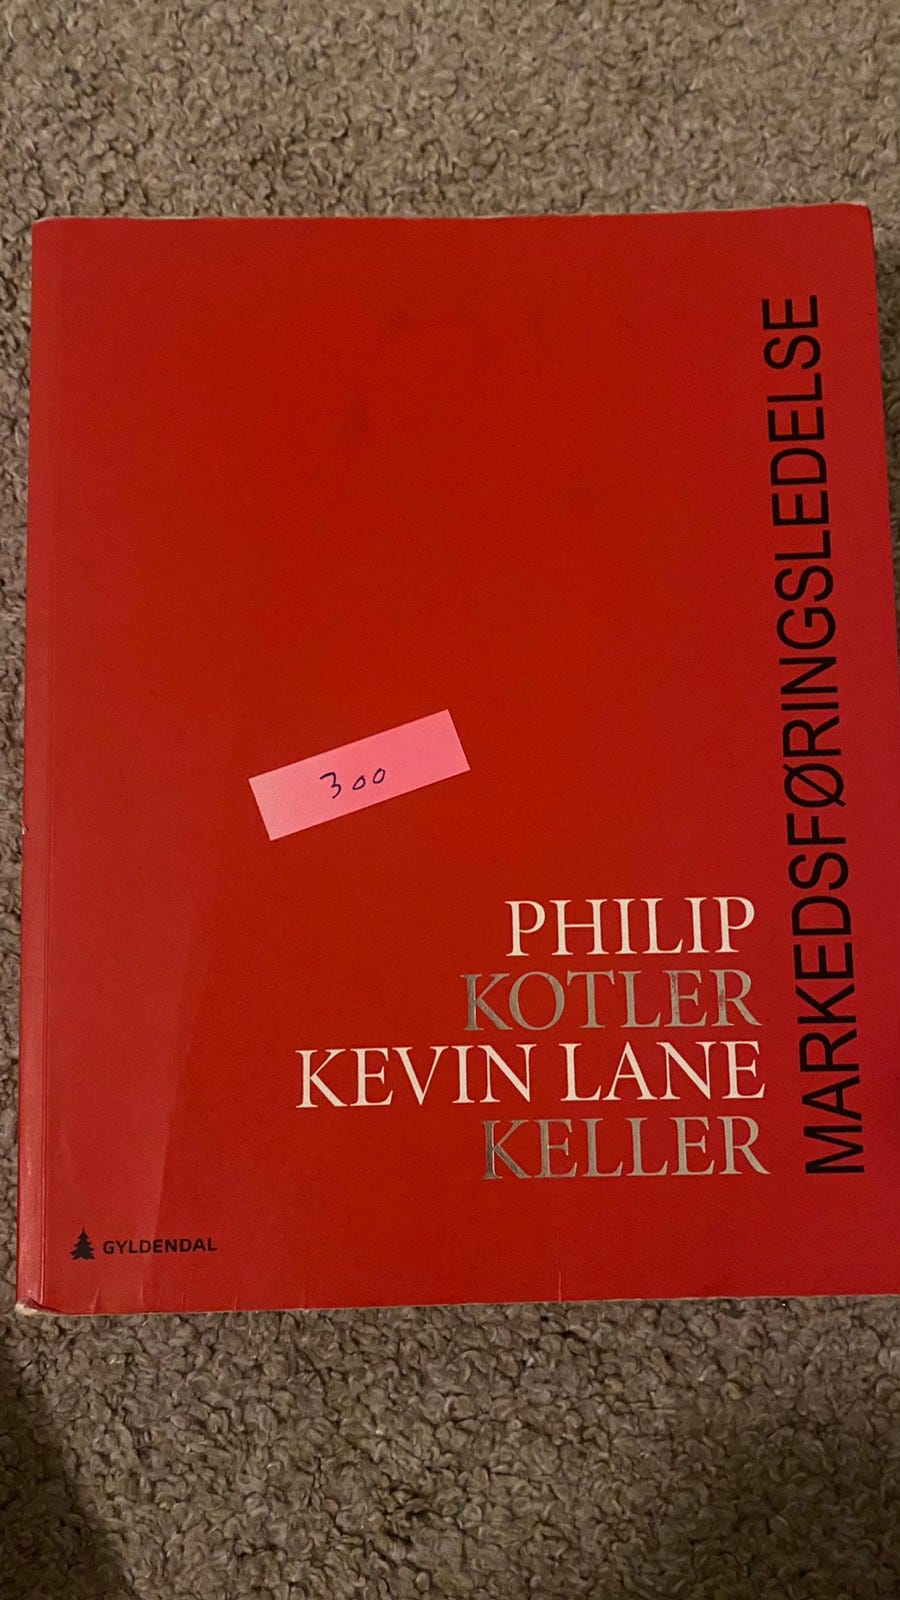 MARKEDSFØRINGSLEDELSE
300
PHILIP
KOTLER
KEVIN LANE
KELLER
GYLDENDAL